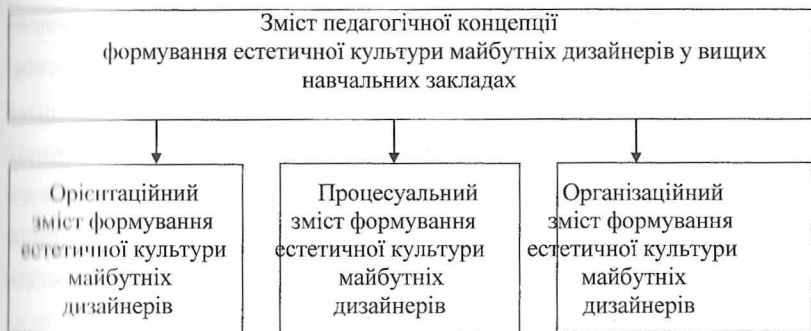 Зміст педагогічної концепції
формування естетичної культури майбутніх дизайнерів у вищих
навчальних закладах
Орієнтаційний
зміст формування
естетичної культури
майбутніх
дизайнерів
Процесуальний
зміст формування
естетичної культури
майбутніх
дизайнерів
Організаційний
зміст формування
естетичної культури
майбутніх
дизайнерів